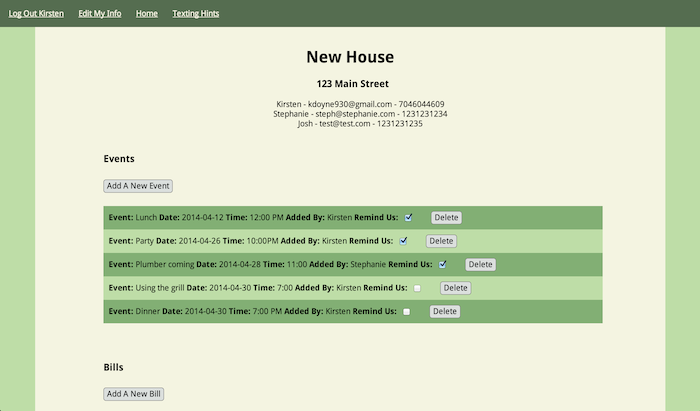 Log Out Kirsten Edit My Info Home Texting Hints
New House
123 Main Street
Kirsten - kdoyne930@gmail.com - 7046044609
Stephanie - steph@stephanie.com - 1231231234
Josh - test@test.com - 1231231235
Events
Add A New Event
Event: Lunch Date: 2014-04-12 Time: 12:00 PM Added By: Kirsten Remind Us: Delete
Event: Party Date: 2014-04-26 Time: 10:00PM Added By: Kirsten Remind Us: Delete
Event: Plumber coming Date: 2014-04-28 Time: 11:00 Added By: Stephanie Remind Us: Delete
Event: Using the grill Date: 2014-04-30 Time: 7:00 Added By: Kirsten Remind Us: Delete
Event: Dinner Date: 2014-04-30 Time: 7:00 PM Added By: Kirsten Remind Us: Delete
Bills
Add A New Bill